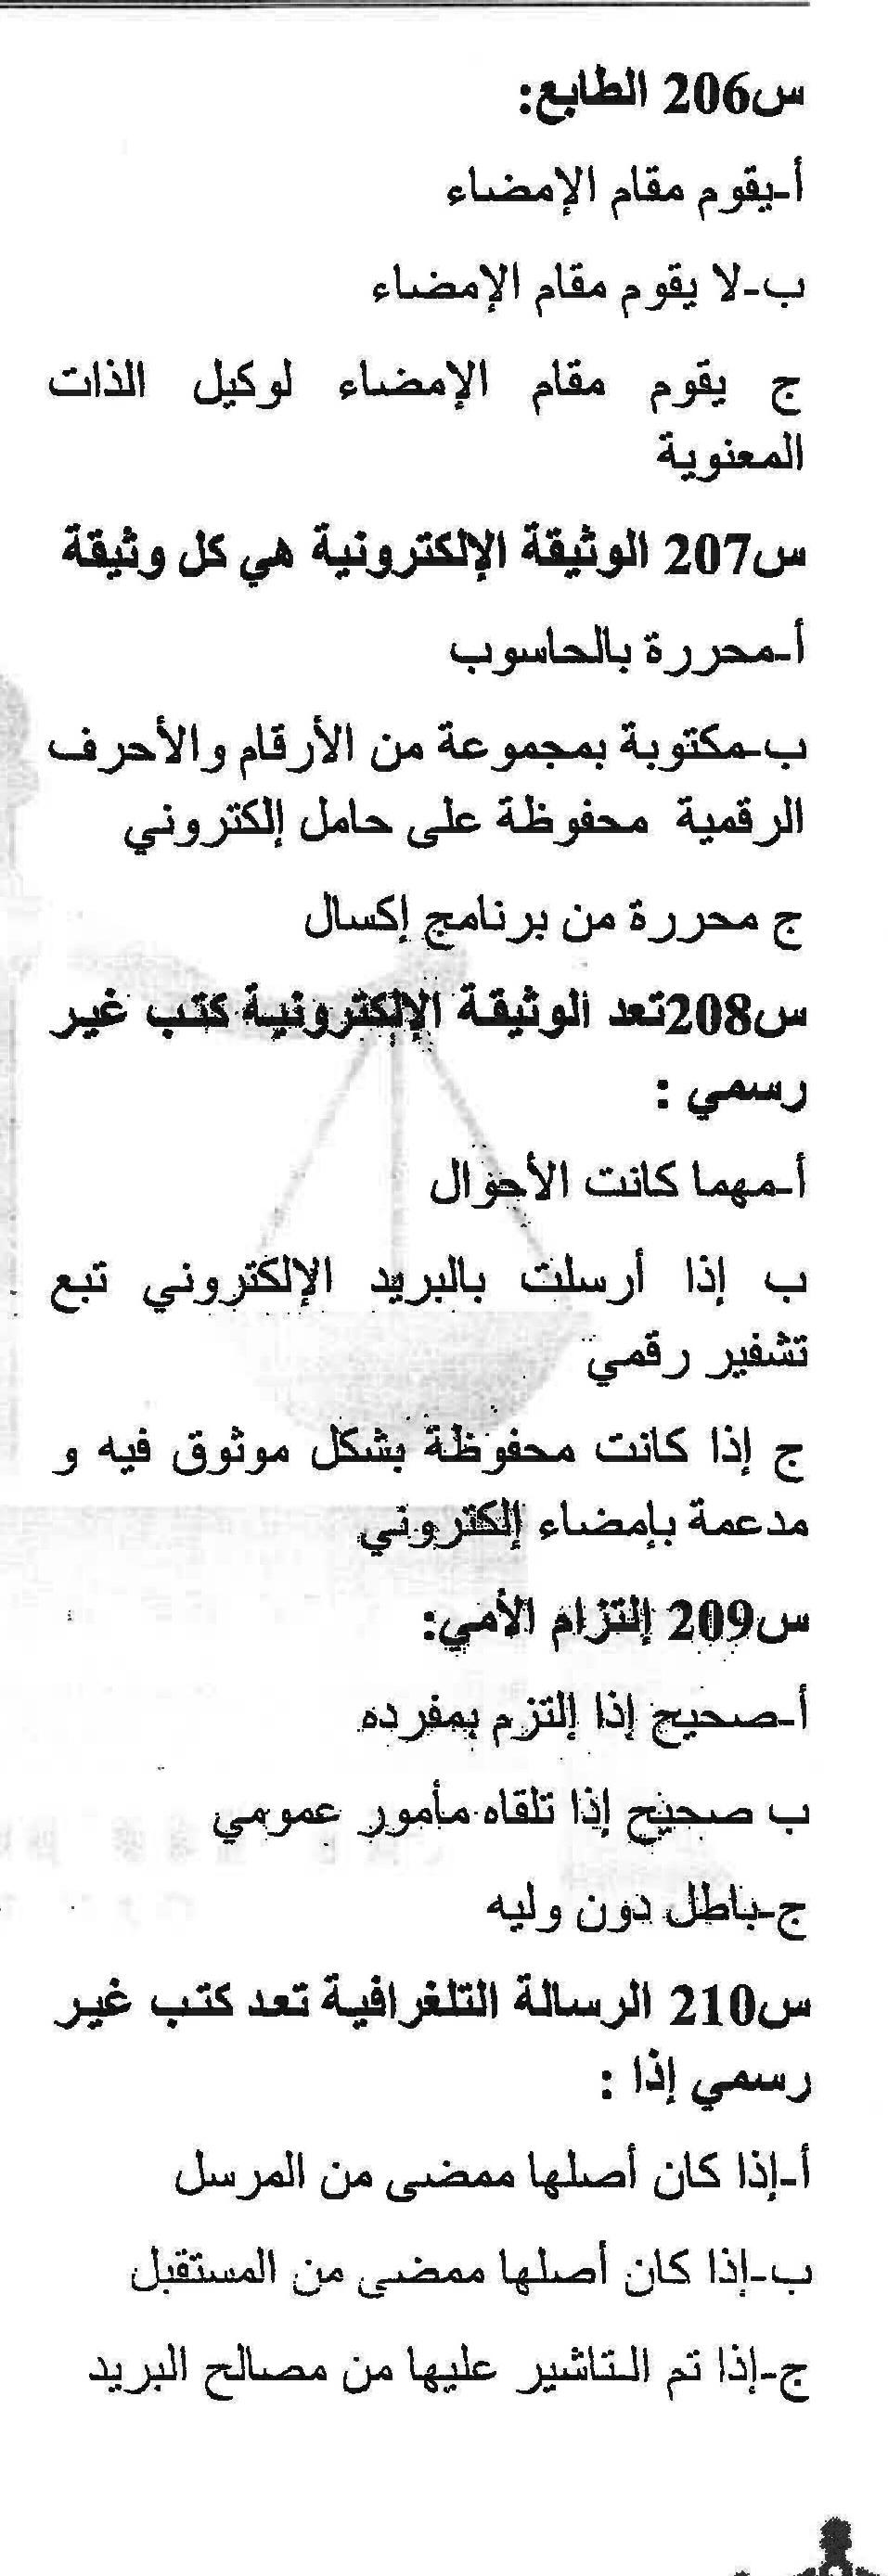 س206 الطابع:
أ-يقوم مقام الإمضاء
ب-لا يقوم مقام الإمضاء
ج يقوم مقام الإمضاء لوكيل الذات
المعنوية
س207 الوثيقة الإلكترونية هي كل وثيقة
أ-محررة بالحاسوب
ب-مكتوبة بمجموعة من الأرقام والأحرف
الرقمية محفوظة على حامل إلكتروني
ج محررة من برنامج إكسال
س208تعد الوثيقة الإلكترونية كتب غير
رسمي :
أ-مهما كانت الأحوال
ب إذا أرسلت بالبريد الإلكتروني تبع
تشفير رقمي
ج إذا كانت محفوظة بشكل موثوق فيه و
مدعمة بإمضاء إلكتروني
س209 إلتزام الأمي:
أ-صحيح إذا إلتزم بمفرده
ب صحيح إذا تلقاه مأمور عمومي
ج-باطل دون وليه
س210 الرسالة التلغرافية تعد كتب غير
رسمي إذا :
أ-إذا كان أصلها ممضى من المرسل
ب-إذا كان أصلها ممضى من المستقبل
ج-إذا تم التاشير عليها من مصالح البريد